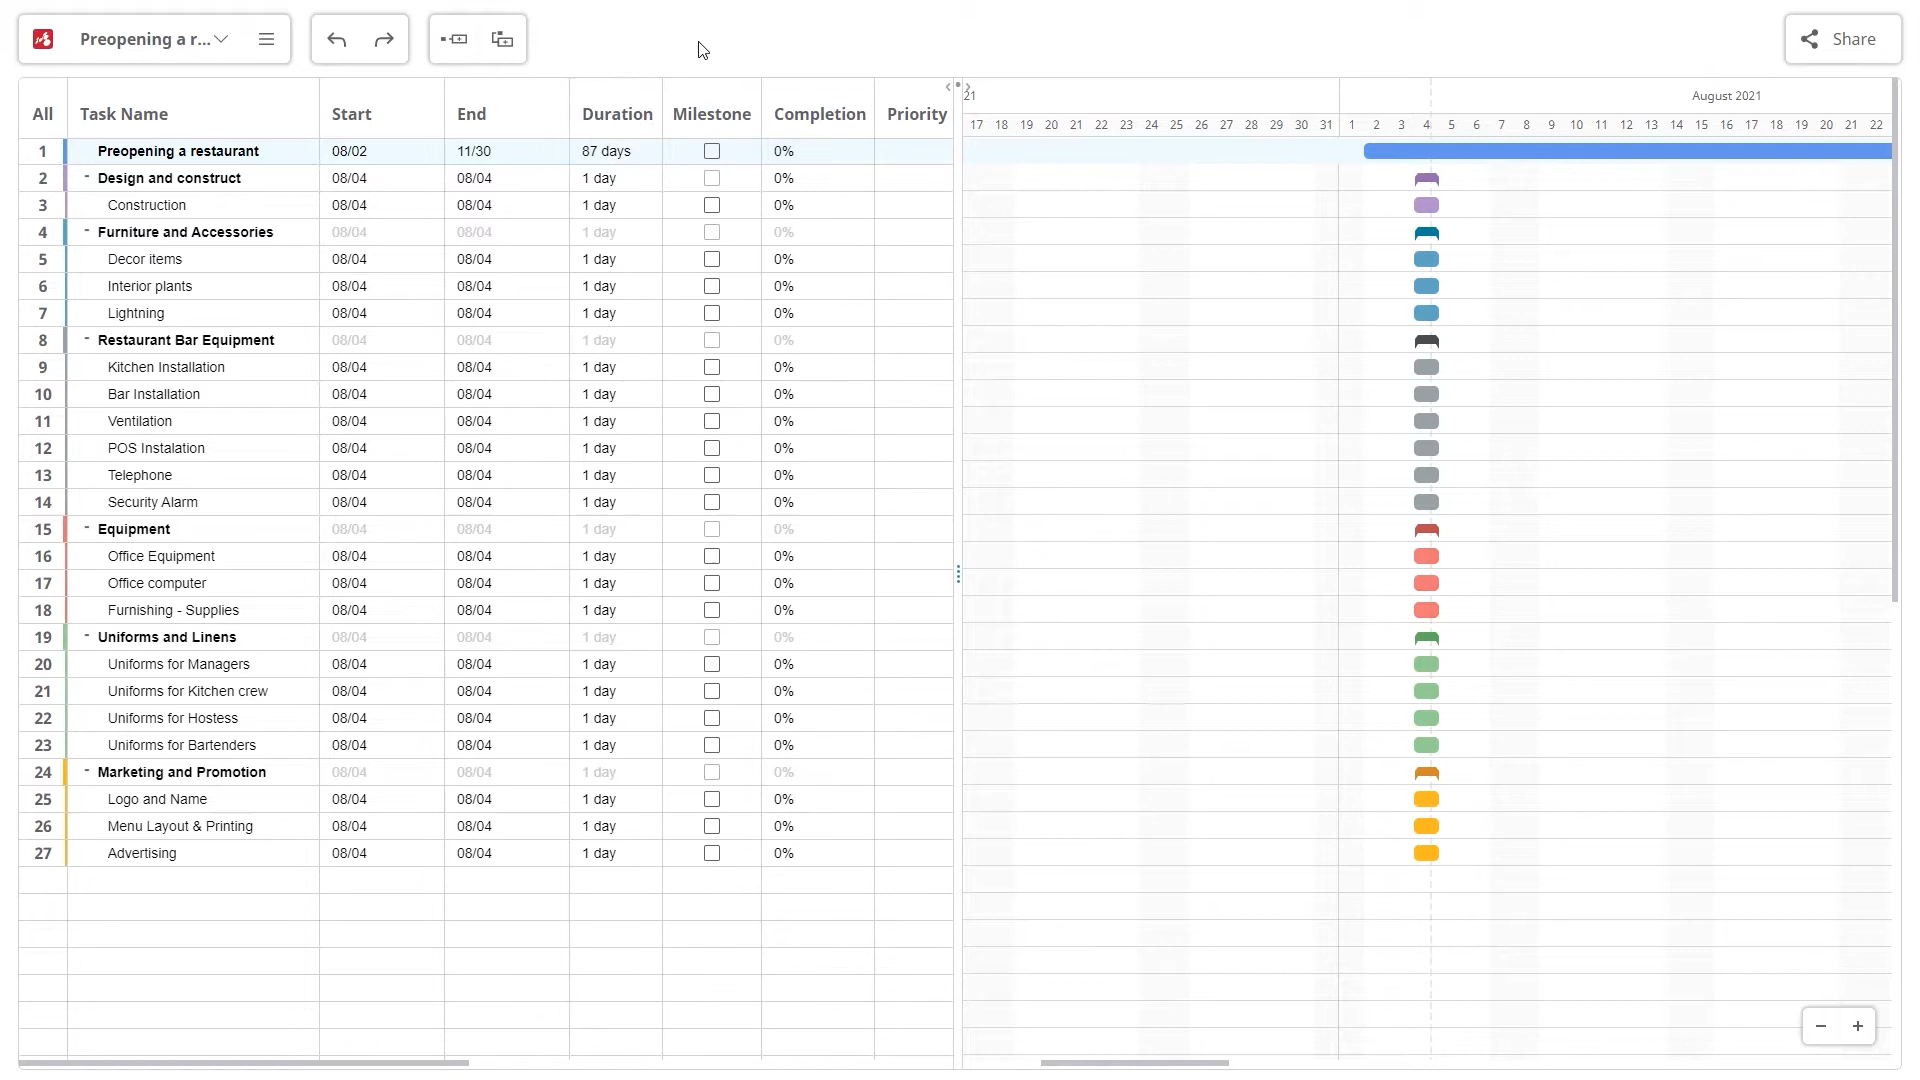 Preopening a r...
Share
All Task Name Start End Duration Milestone Completion Priority
21 August 2021
17 18 19 20 21 22 23 24 25 26 27 28 29 30 31 1 2 3 4 5 6 7 8 9 10 11 12 13 14 15 16 17 18 19 20 21 22
1 Preopening a restaurant 08/02 11/30 87 days 0%
2 - Design and construct 08/04 08/04 1 day 0%
3 Construction 08/04 08/04 1 day 0%
4 - Furniture and Accessories 08/04 08/04 1 day 0%
5 Decor items 08/04 08/04 1 day 0%
6 Interior plants 08/04 08/04 1 day 0%
7 Lightning 08/04 08/04 1 day 0%
8 - Restaurant Bar Equipment 08/04 08/04 1 day 0%
9 Kitchen Installation 08/04 08/04 1 day 0%
10 Bar Installation 08/04 08/04 1 day 0%
11 Ventilation 08/04 08/04 1 day 0%
12 POS Instalation 08/04 08/04 1 day 0%
13 Telephone 08/04 08/04 1 day 0%
14 Security Alarm 08/04 08/04 1 day 0%
15 - Equipment 08/04 08/04 1 day 0%
16 Office Equipment 08/04 08/04 1 day 0%
17 Office computer 08/04 08/04 1 day 0%
18 Furnishing - Supplies 08/04 08/04 1 day 0%
19 - Uniforms and Linens 08/04 08/04 1 day 0%
20 Uniforms for Managers 08/04 08/04 1 day 0%
21 Uniforms for Kitchen crew 08/04 08/04 1 day 0%
22 Uniforms for Hostess 08/04 08/04 1 day 0%
23 Uniforms for Bartenders 08/04 08/04 1 day 0%
24 - Marketing and Promotion 08/04 08/04 1 day 0%
25 Logo and Name 08/04 08/04 1 day 0%
26 Menu Layout & Printing 08/04 08/04 1 day 0%
27 Advertising 08/04 08/04 1 day 0%